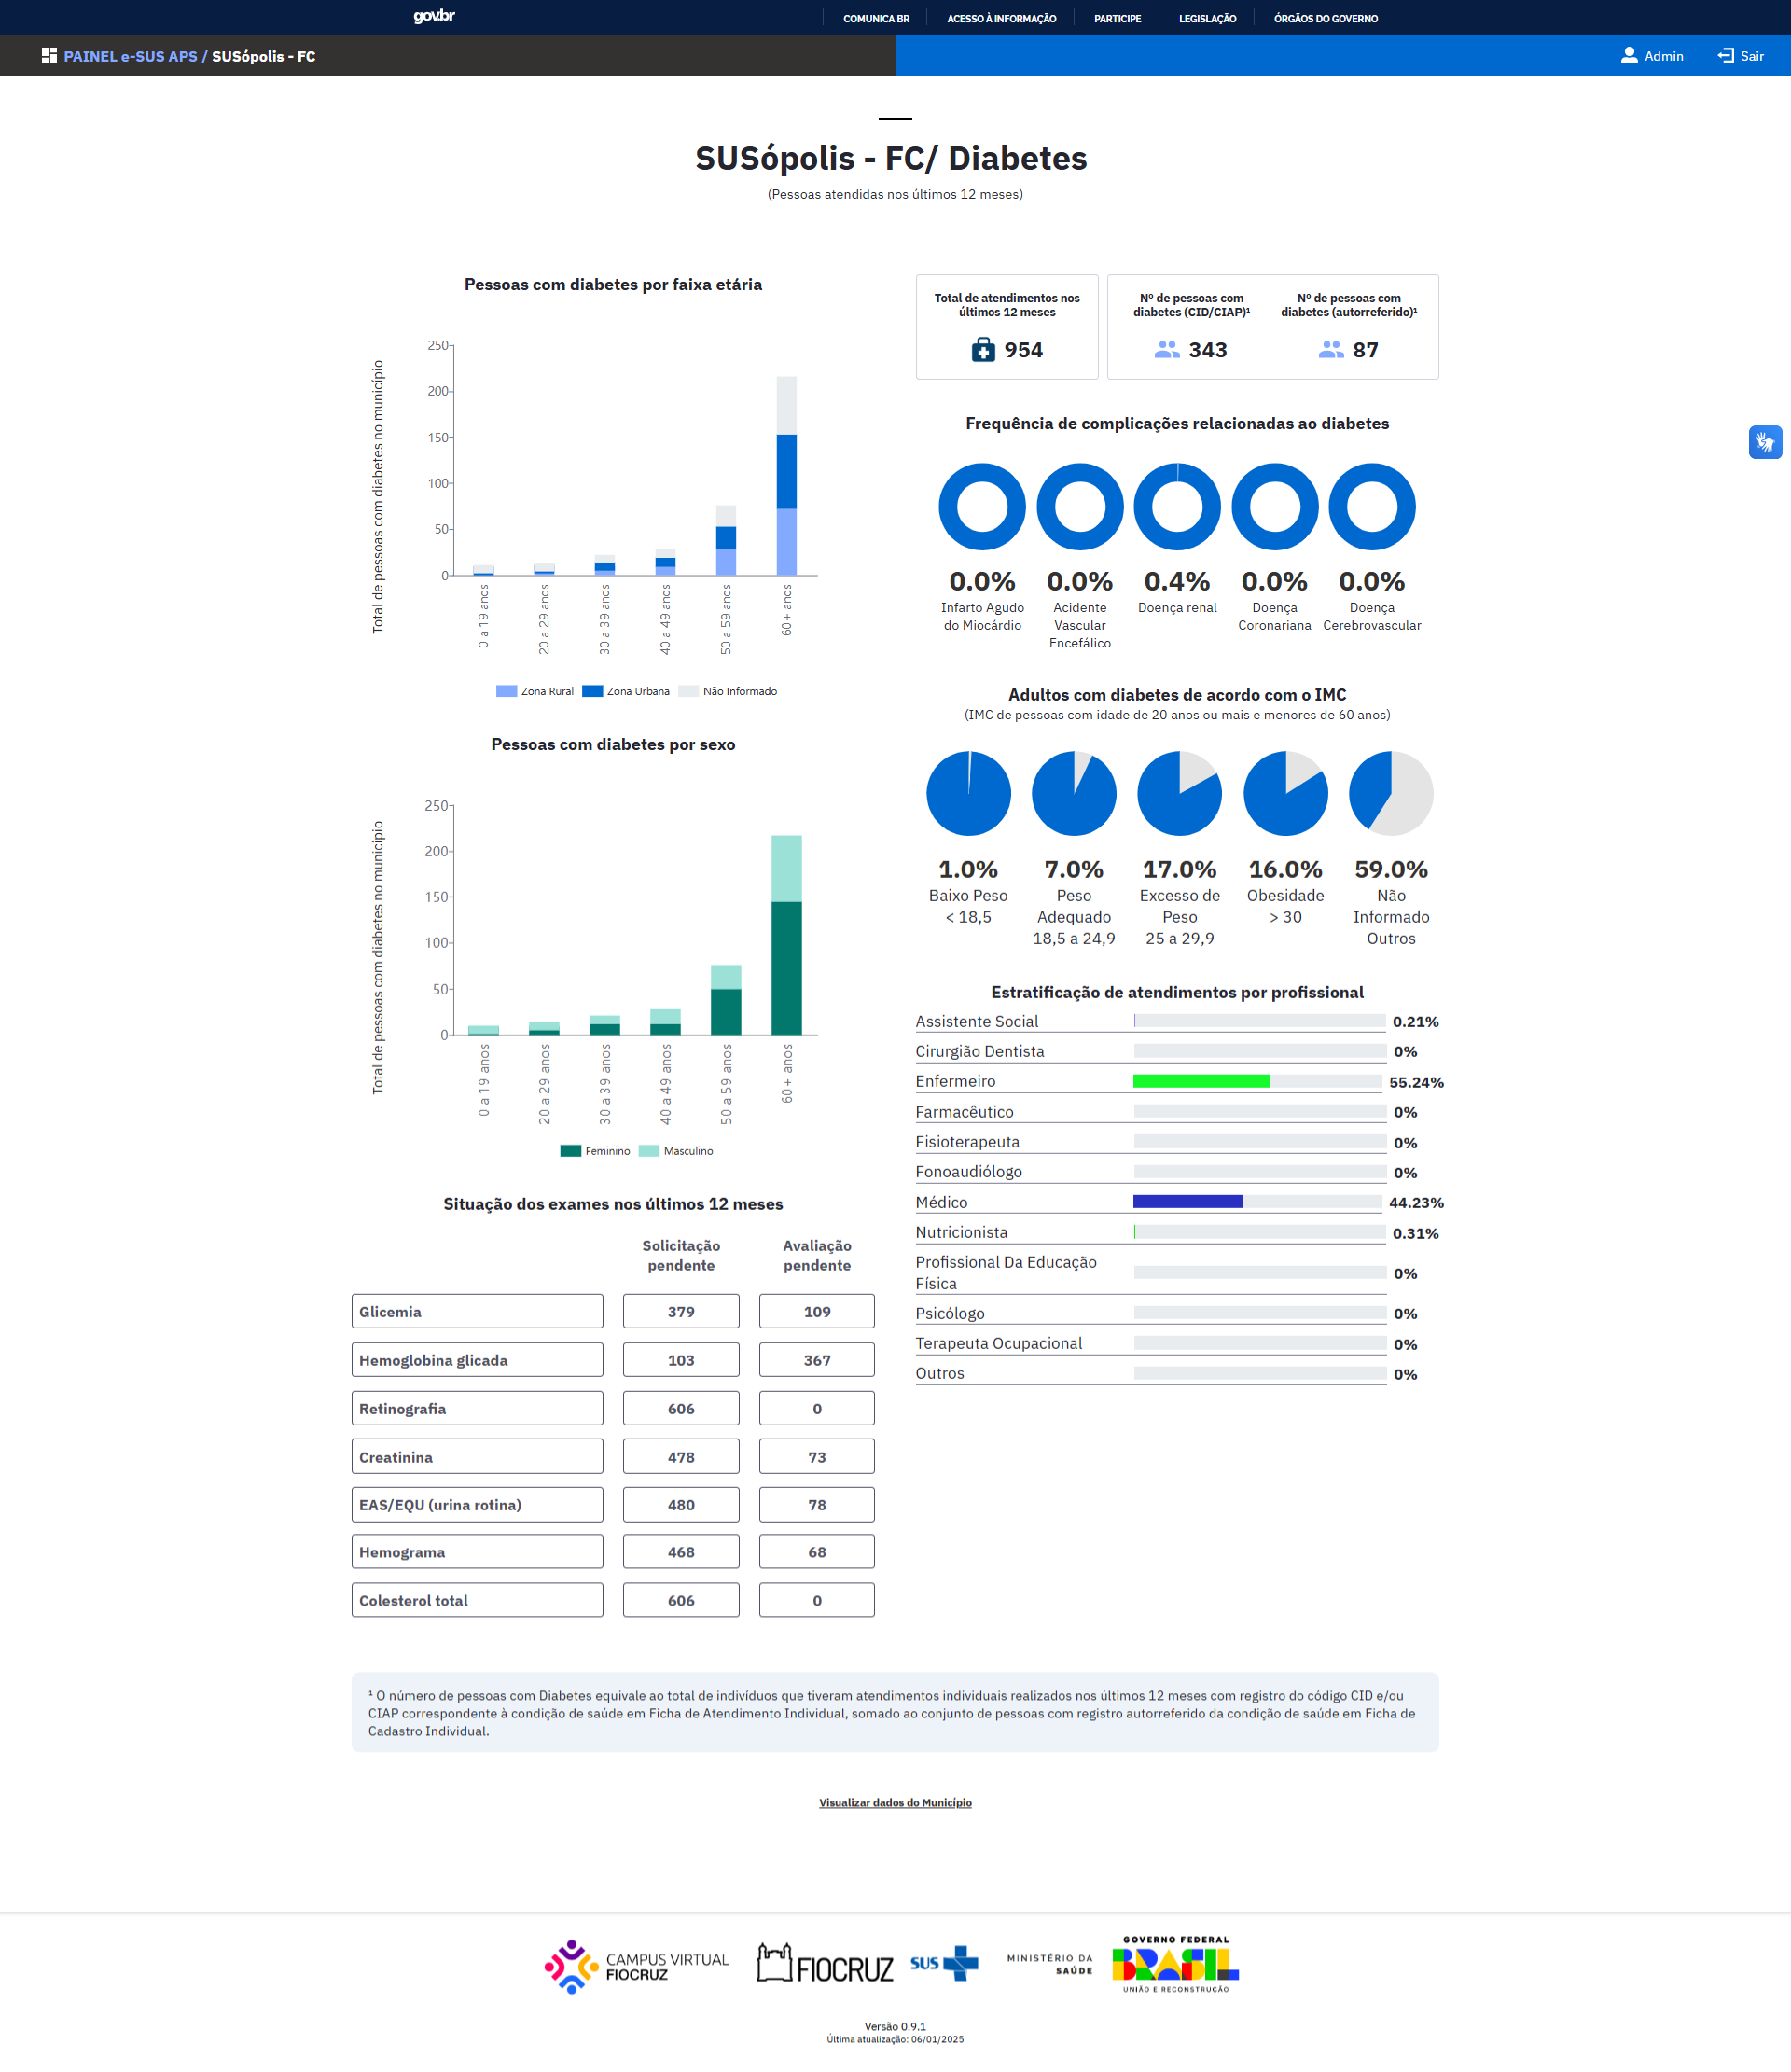 gov.br
COMUNICA BR
ACESSO À INFORMAÇÃO
PARTICIPE
LEGISLAÇÃO
ÓRGÃOS DO GOVERNO
PAINEL e-SUS APS / SUSópolis - FC
Admin
Sair
SUSópolis - FC/ Diabetes
(Pessoas atendidas nos últimos 12 meses)
Pessoas com diabetes por faixa etária
Total de pessoas com diabetes no município
250
200
150
100
50
0
0 a 19 anos
20 a 29 anos
30 a 39 anos
40 a 49 anos
50 a 59 anos
60+ anos
Zona Rural
Zona Urbana
Não Informado
Pessoas com diabetes por sexo
Total de pessoas com diabetes no município
250
200
150
100
50
0
0 a 19 anos
20 a 29 anos
30 a 39 anos
40 a 49 anos
50 a 59 anos
60+ anos
Feminino
Masculino
Situação dos exames nos últimos 12 meses
Solicitação
pendente
Avaliação
pendente
Glicemia 379 109
Hemoglobina glicada 103 367
Retinografia 606 0
Creatinina 478 73
EAS/EQU (urina rotina) 480 78
Hemograma 468 68
Colesterol total 606 0
Total de atendimentos nos
últimos 12 meses
954
Nº de pessoas com
diabetes (CID/CIAP)¹
343
Nº de pessoas com
diabetes (autorreferido)¹
87
Frequência de complicações relacionadas ao diabetes
0.0%
Infarto Agudo
do Miocárdio
0.0%
Acidente
Vascular
Encefálico
0.4%
Doença renal
0.0%
Doença
Coronariana
0.0%
Doença
Cerebrovascular
Adultos com diabetes de acordo com o IMC
(IMC de pessoas com idade de 20 anos ou mais e menores de 60 anos)
1.0%
Baixo Peso
< 18,5
7.0%
Peso
Adequado
18,5 a 24,9
17.0%
Excesso de
Peso
25 a 29,9
16.0%
Obesidade
> 30
59.0%
Não
Informado
Outros
Estratificação de atendimentos por profissional
Assistente Social 0.21%
Cirurgião Dentista 0%
Enfermeiro 55.24%
Farmacêutico 0%
Fisioterapeuta 0%
Fonoaudiólogo 0%
Médico 44.23%
Nutricionista 0.31%
Profissional Da Educação
Física 0%
Psicólogo 0%
Terapeuta Ocupacional 0%
Outros 0%
¹ O número de pessoas com Diabetes equivale ao total de indivíduos que tiveram atendimentos individuais realizados nos últimos 12 meses com registro do código CID e/ou
CIAP correspondente à condição de saúde em Ficha de Atendimento Individual, somado ao conjunto de pessoas com registro autorreferido da condição de saúde em Ficha de
Cadastro Individual.
Visualizar dados do Município
CAMPUS VIRTUAL
FIOCRUZ
FIOCRUZ
SUS
MINISTÉRIO DA
SAÚDE
GOVERNO FEDERAL
BRASIL
UNIÃO E RECONSTRUÇÃO
Versão 0.9.1
Última atualização: 06/01/2025